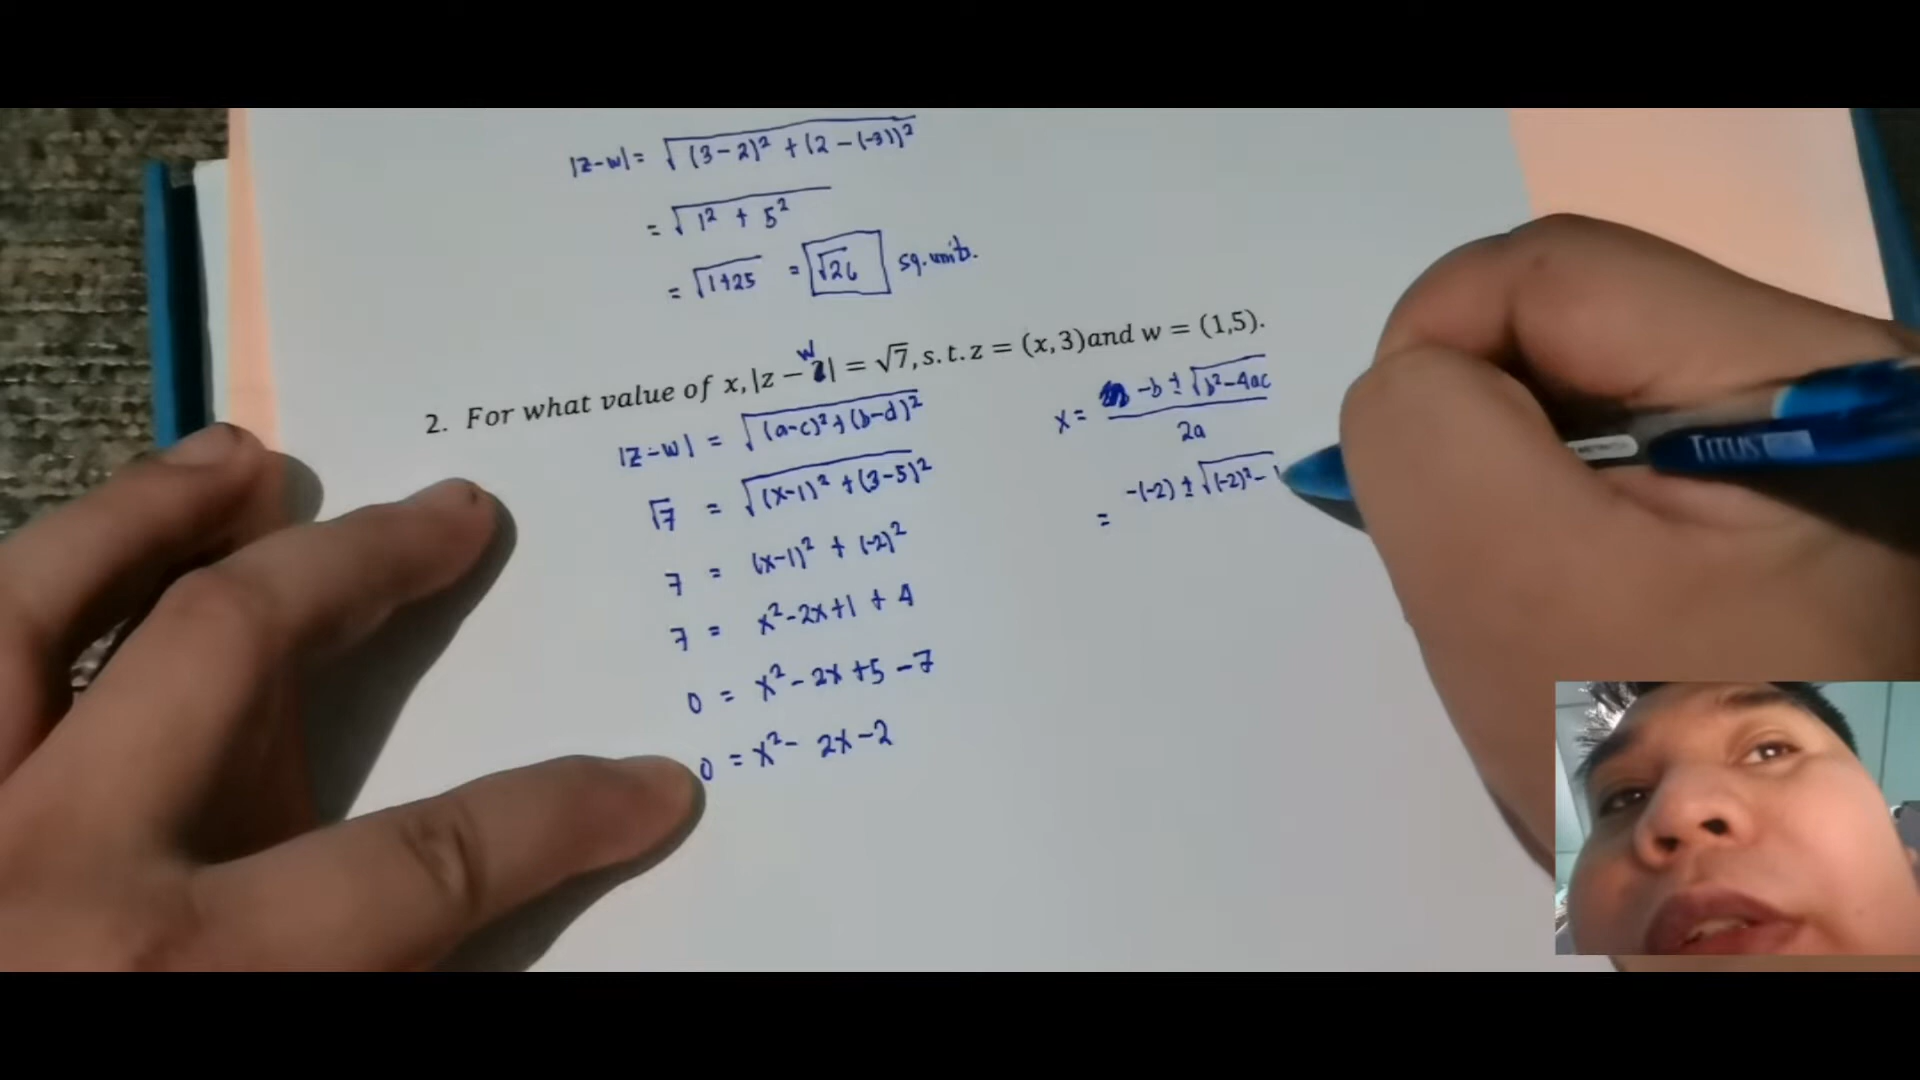 |z-w| = √(3-2)² + (2-(-3))²
= √1² + 5²
= √1+25 = √26 sq. units.
2. For what value of x, |z - w| = √7, s.t. z = (x, 3) and w = (1,5).
|z-w| = √(a-c)² + (b-d)²
√7 = √(x-1)² + (3-5)²
7 = (x-1)² + (-2)²
7 = x² - 2x + 1 + 4
0 = x² - 2x + 5 - 7
0 = x² - 2x - 2
x = -b ± √b² - 4ac
2a
= -(-2) ± √(-2)² -
TITUS